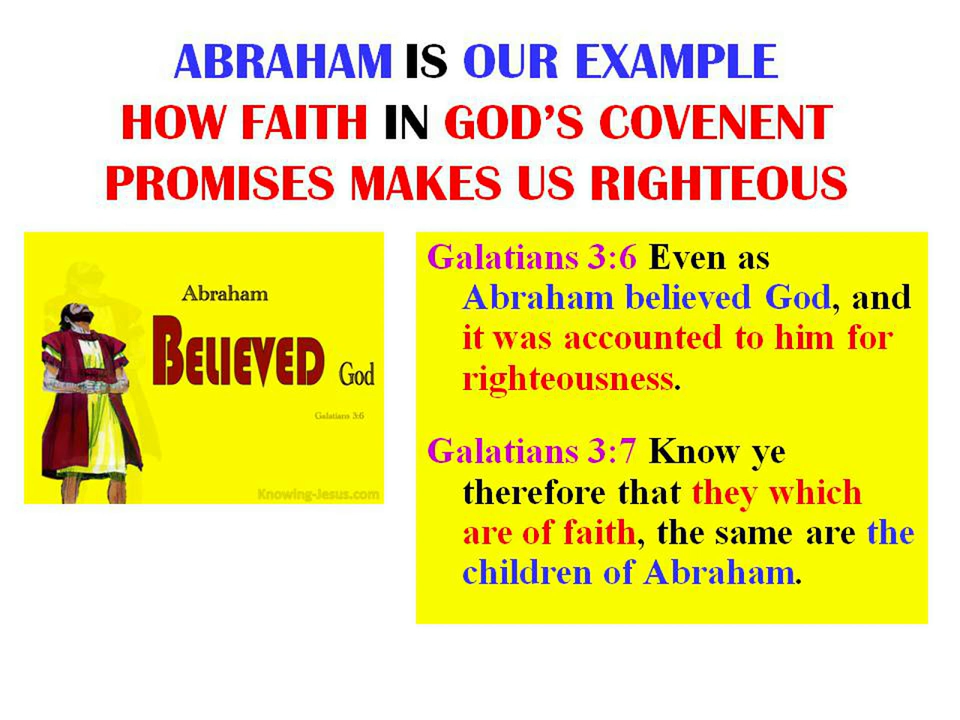 ABRAHAM IS OUR EXAMPLE
HOW FAITH IN GOD'S COVENENT
PROMISES MAKES US RIGHTEOUS
Abraham
BELIEVED God
Galatians 3:6
Knowing-Jesus.com
Galatians 3:6 Even as
Abraham believed God, and
it was accounted to him for
righteousness.
Galatians 3:7 Know ye
therefore that they which
are of faith, the same are the
children of Abraham.